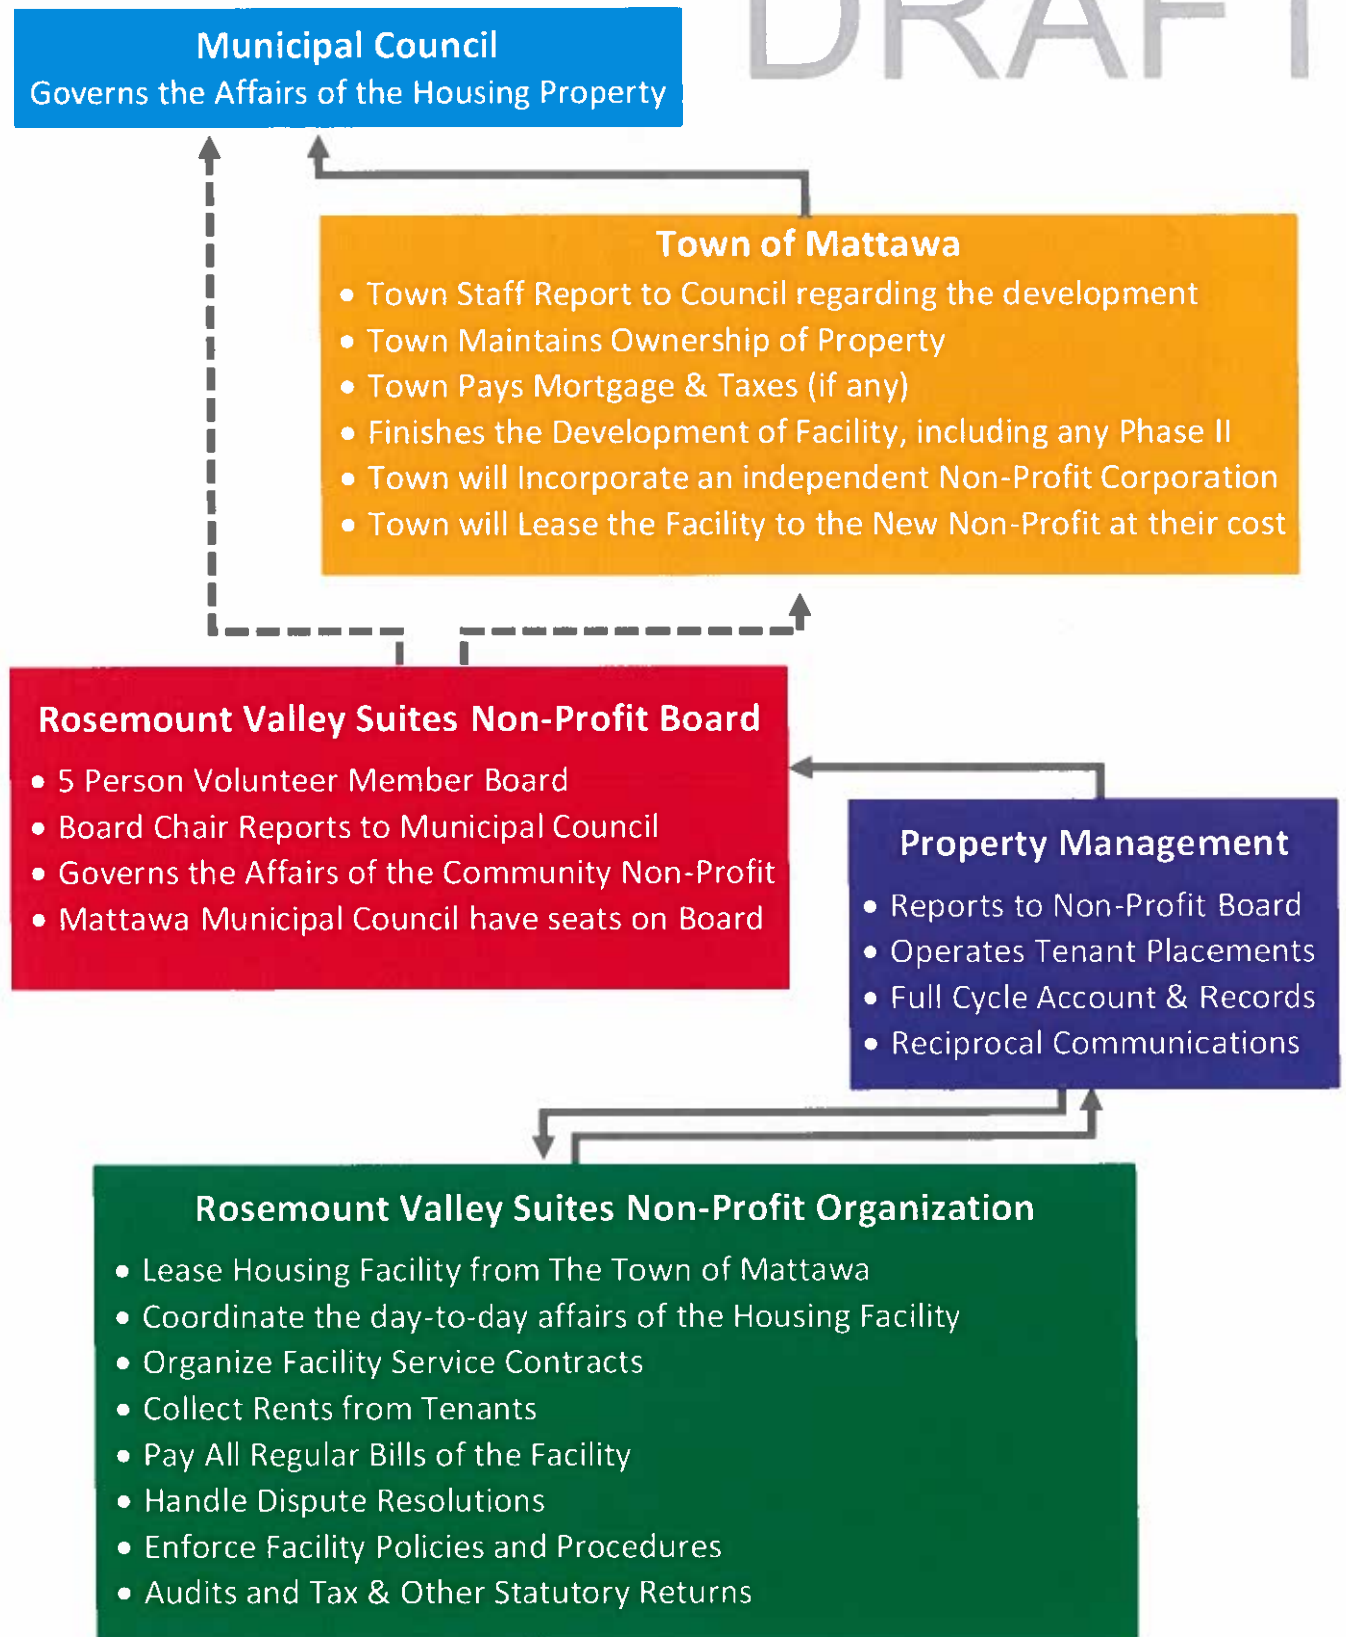 DRAFT
Municipal Council
Governs the Affairs of the Housing Property
Town of Mattawa
• Town Staff Report to Council regarding the development
• Town Maintains Ownership of Property
• Town Pays Mortgage & Taxes (if any)
• Finishes the Development of Facility, including any Phase II
• Town will Incorporate an independent Non-Profit Corporation
• Town will Lease the Facility to the New Non-Profit at their cost
Rosemount Valley Suites Non-Profit Board
• 5 Person Volunteer Member Board
• Board Chair Reports to Municipal Council
• Governs the Affairs of the Community Non-Profit
• Mattawa Municipal Council have seats on Board
Property Management
• Reports to Non-Profit Board
• Operates Tenant Placements
• Full Cycle Account & Records
• Reciprocal Communications
Rosemount Valley Suites Non-Profit Organization
• Lease Housing Facility from The Town of Mattawa
• Coordinate the day-to-day affairs of the Housing Facility
• Organize Facility Service Contracts
• Collect Rents from Tenants
• Pay All Regular Bills of the Facility
• Handle Dispute Resolutions
• Enforce Facility Policies and Procedures
• Audits and Tax & Other Statutory Returns